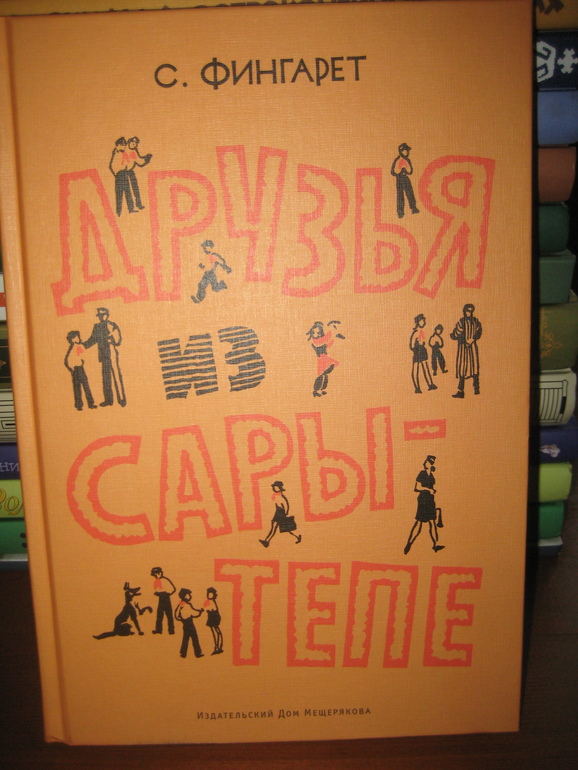 С. ФИНГАРЕТ
ДРУЗЬЯ
ИЗ
САРЫ-
ТЕПЕ
ИЗДАТЕЛЬСКИЙ ДОМ МЕЩЕРЯКОВА